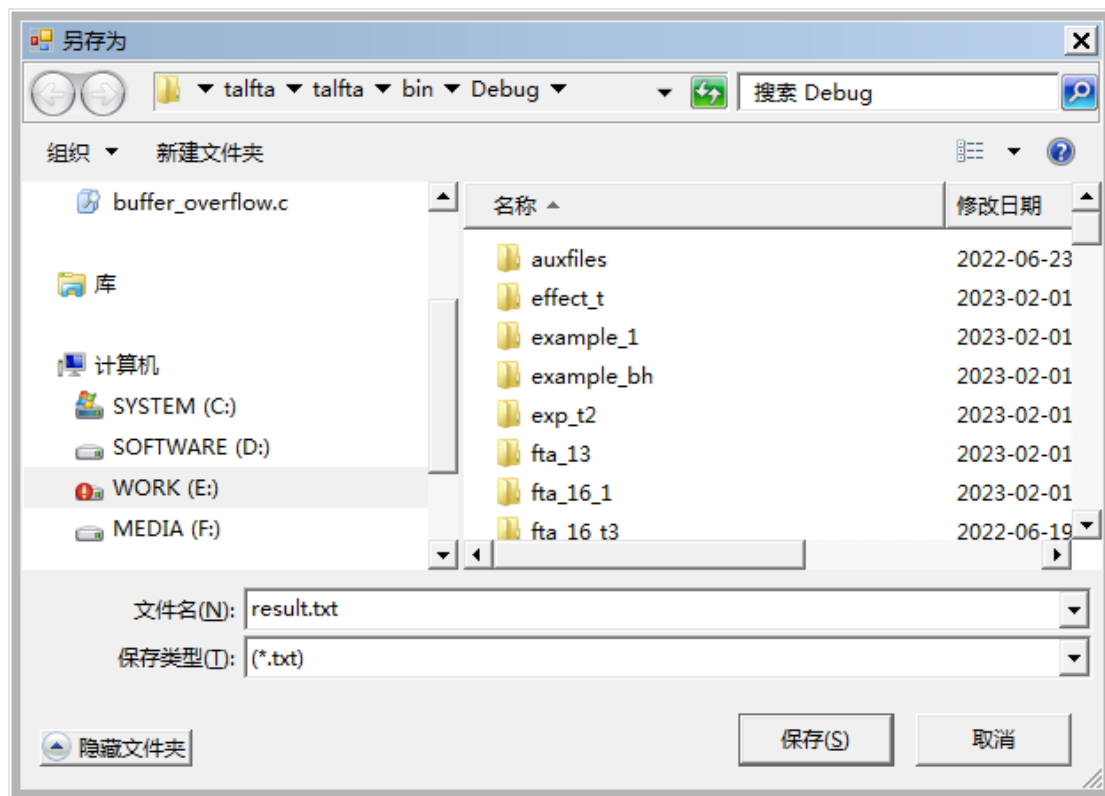 另存为
talfta talfta bin Debug
搜索 Debug
组织 新建文件夹
buffer_overflow.c
库
计算机
SYSTEM (C:)
SOFTWARE (D:)
WORK (E:)
MEDIA (F:)
名称 修改日期
auxfiles 2022-06-23
effect_t 2023-02-01
example_1 2023-02-01
example_bh 2023-02-01
exp_t2 2023-02-01
fta_13 2023-02-01
fta_16_1 2023-02-01
fta_16_t3 2022-06-19
文件名(N): result.txt
保存类型(T): (*.txt)
隐藏文件夹 保存(S) 取消